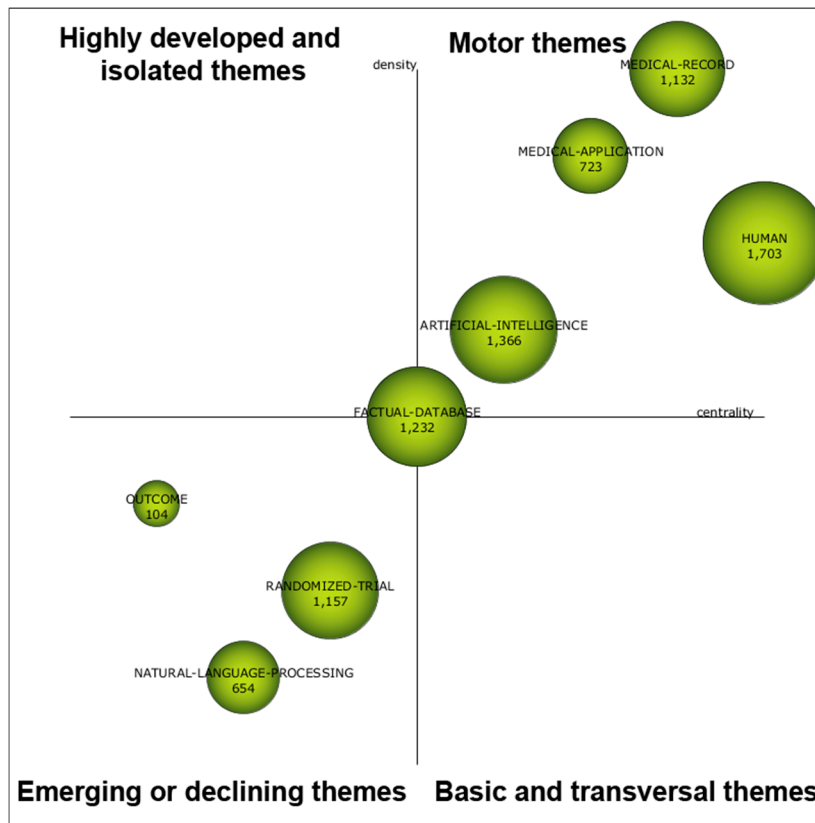 Highly developed and
isolated themes
Motor themes
density
MEDICAL-RECORD
1,132
MEDICAL-APPLICATION
723
HUMAN
1,703
ARTIFICIAL-INTELLIGENCE
1,366
FACTUAL-DATABASE
1,232
centrality
OUTCOME
104
RANDOMIZED-TRIAL
1,157
NATURAL-LANGUAGE-PROCESSING
654
Emerging or declining themes
Basic and transversal themes